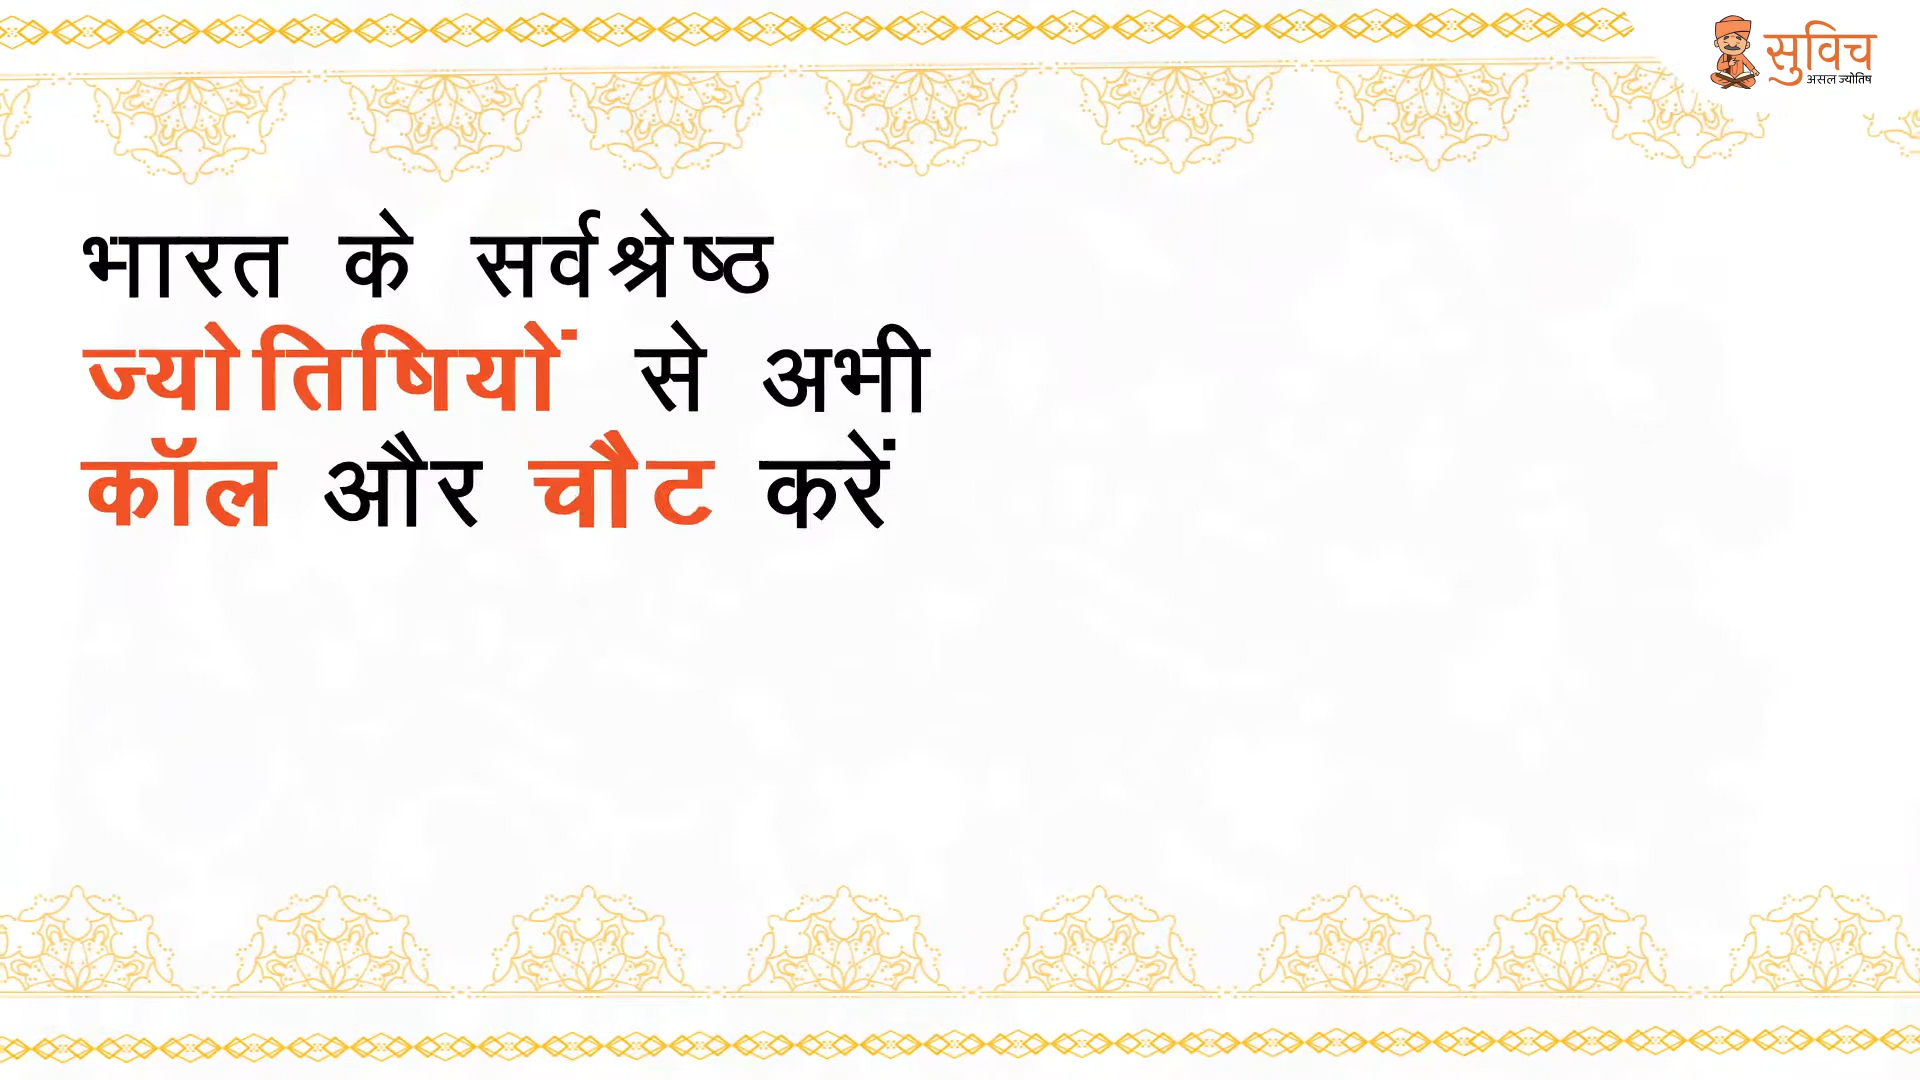 सुविच
असल ज्योतिष
भारत के सर्वश्रेष्ठ
ज्योतिषियों से अभी
कॉल और चौट करें